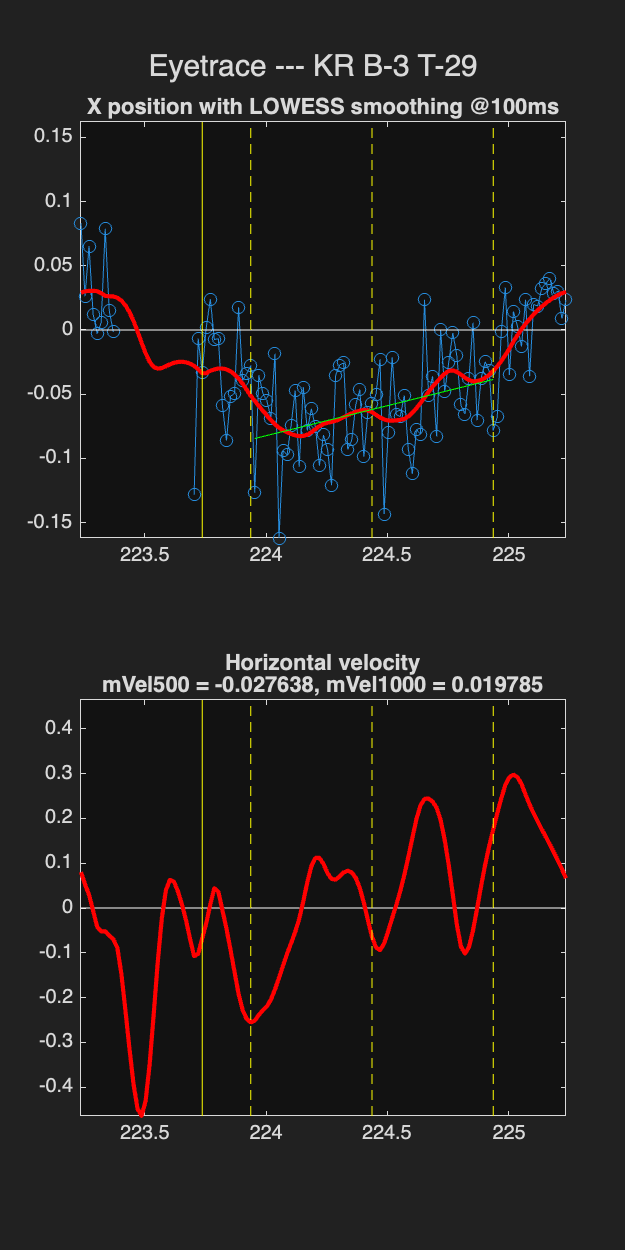 Eyetrace --- KR B-3 T-29
X position with LOWESS smoothing @100ms
0.15
0.1
0.05
0
-0.05
-0.1
-0.15
223.5 224 224.5 225
Horizontal velocity
mVel500 = -0.027638, mVel1000 = 0.019785
0.4
0.3
0.2
0.1
0
-0.1
-0.2
-0.3
-0.4
223.5 224 224.5 225